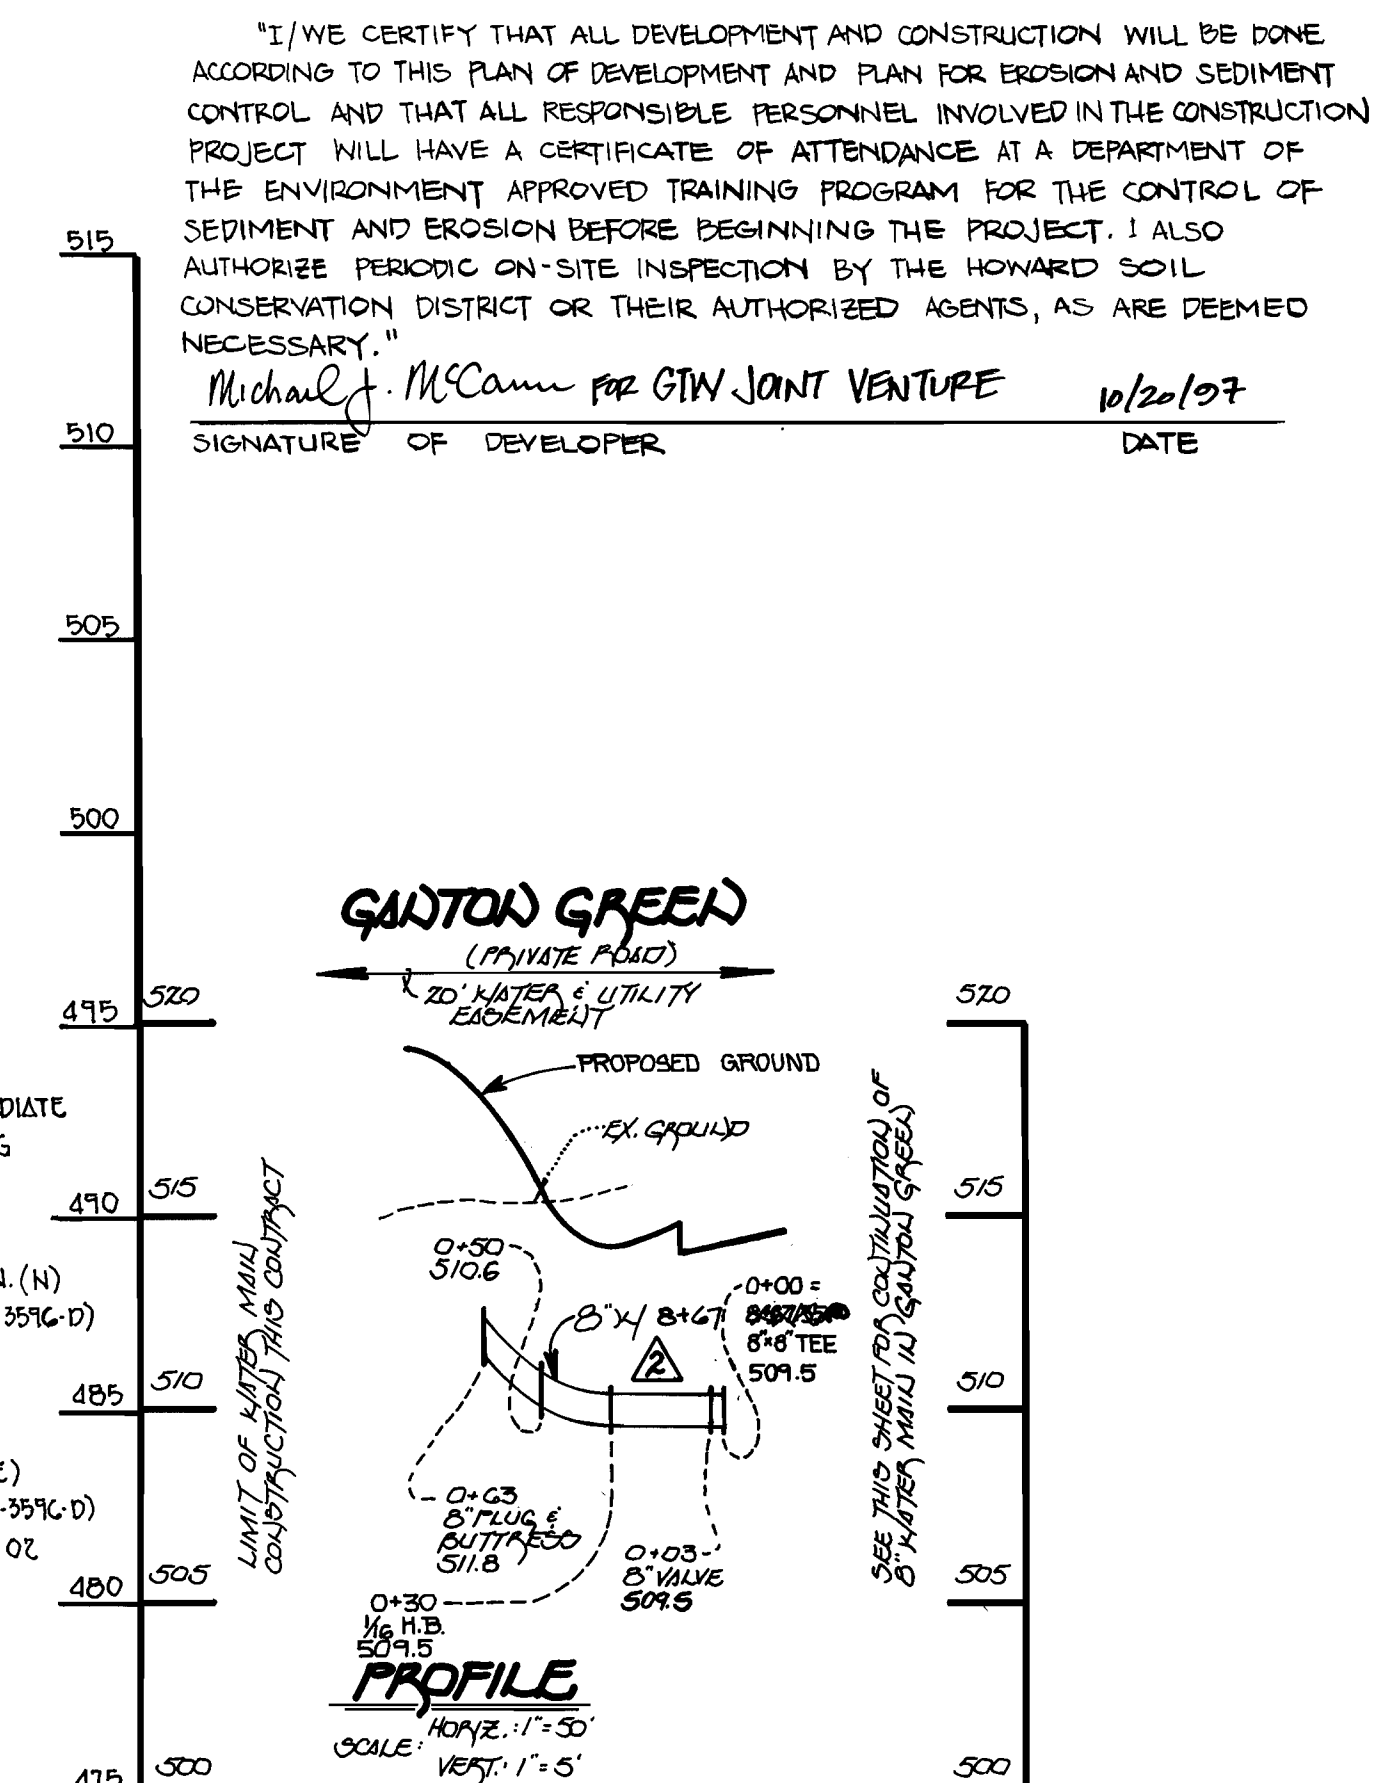 "I/WE CERTIFY THAT ALL DEVELOPMENT AND CONSTRUCTION WILL BE DONE
ACCORDING TO THIS PLAN OF DEVELOPMENT AND PLAN FOR EROSION AND SEDIMENT
CONTROL AND THAT ALL RESPONSIBLE PERSONNEL INVOLVED IN THE CONSTRUCTION
PROJECT WILL HAVE A CERTIFICATE OF ATTENDANCE AT A DEPARTMENT OF
THE ENVIRONMENT APPROVED TRAINING PROGRAM FOR THE CONTROL OF
SEDIMENT AND EROSION BEFORE BEGINNING THE PROJECT. I ALSO
AUTHORIZE PERIODIC ON-SITE INSPECTION BY THE HOWARD SOIL
CONSERVATION DISTRICT OR THEIR AUTHORIZED AGENTS, AS ARE DEEMED
NECESSARY."
Michael J. McCann FOR GTW JOINT VENTURE 10/20/97
SIGNATURE OF DEVELOPER DATE
515
510
505
500
495
490
485
480
475
DIATE
G
N. (N)
3596-D)
E)
-3596-D)
02
GANTON GREEN
(PRIVATE ROAD)
20' WATER & UTILITY
EASEMENT
520
515
510
505
500
LIMIT OF WATER MAIN
CONSTRUCTION THIS CONTRACT
PROPOSED GROUND
EX. GROUND
0+50
510.6
8" W 8+67
2
0+00 =
8"x8" TEE
509.5
0+63
8" PLUG &
BUTTRESS
511.8
0+03
8" VALVE
509.5
0+30
1/16 H.B.
509.5
SEE THIS SHEET FOR CONTINUATION OF
8" WATER MAIN IN GANTON GREEN
520
515
510
505
500
PROFILE
SCALE:
HORIZ.: 1" = 50'
VERT.: 1" = 5'